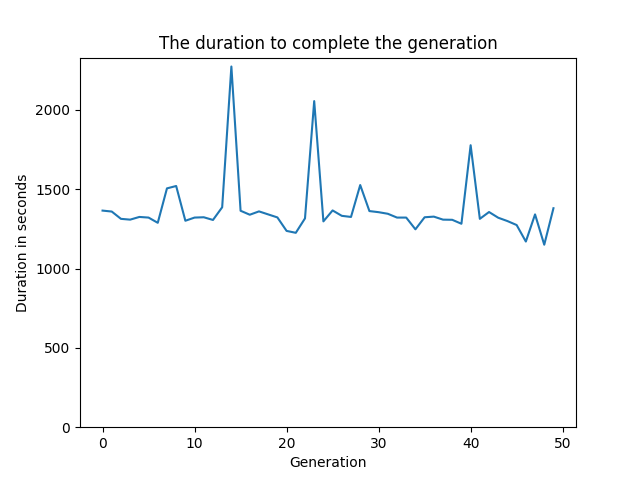 The duration to complete the generation
Duration in seconds
2000
1500
1000
500
0
0 10 20 30 40 50
Generation